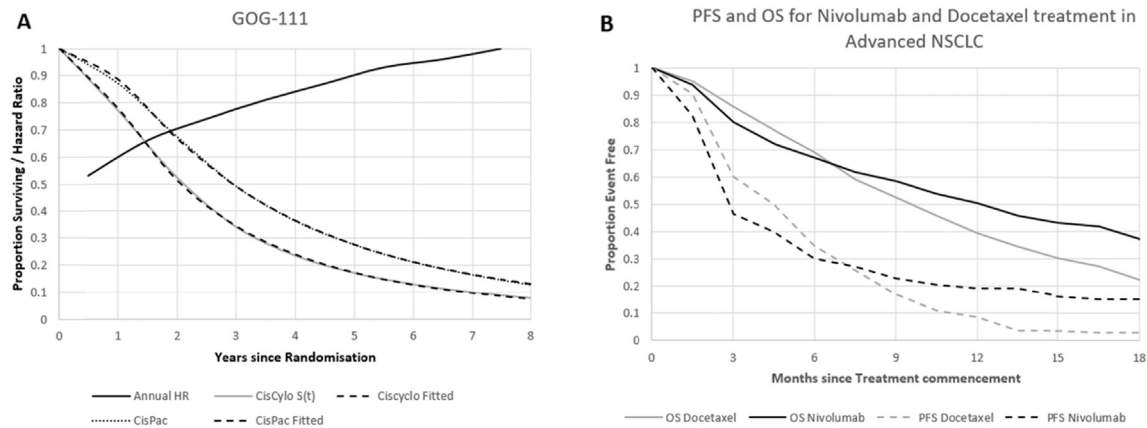 A
GOG-111
Proportion Surviving / Hazard Ratio
1
0.9
0.8
0.7
0.6
0.5
0.4
0.3
0.2
0.1
0
0 1 2 3 4 5 6 7 8
Years since Randomisation
Annual HR CisCylo S(t) Ciscyclo Fitted
CisPac CisPac Fitted
B
PFS and OS for Nivolumab and Docetaxel treatment in
Advanced NSCLC
Proportion Event Free
1
0.9
0.8
0.7
0.6
0.5
0.4
0.3
0.2
0.1
0
0 3 6 9 12 15 18
Months since Treatment commencement
OS Docetaxel OS Nivolumab PFS Docetaxel PFS Nivolumab